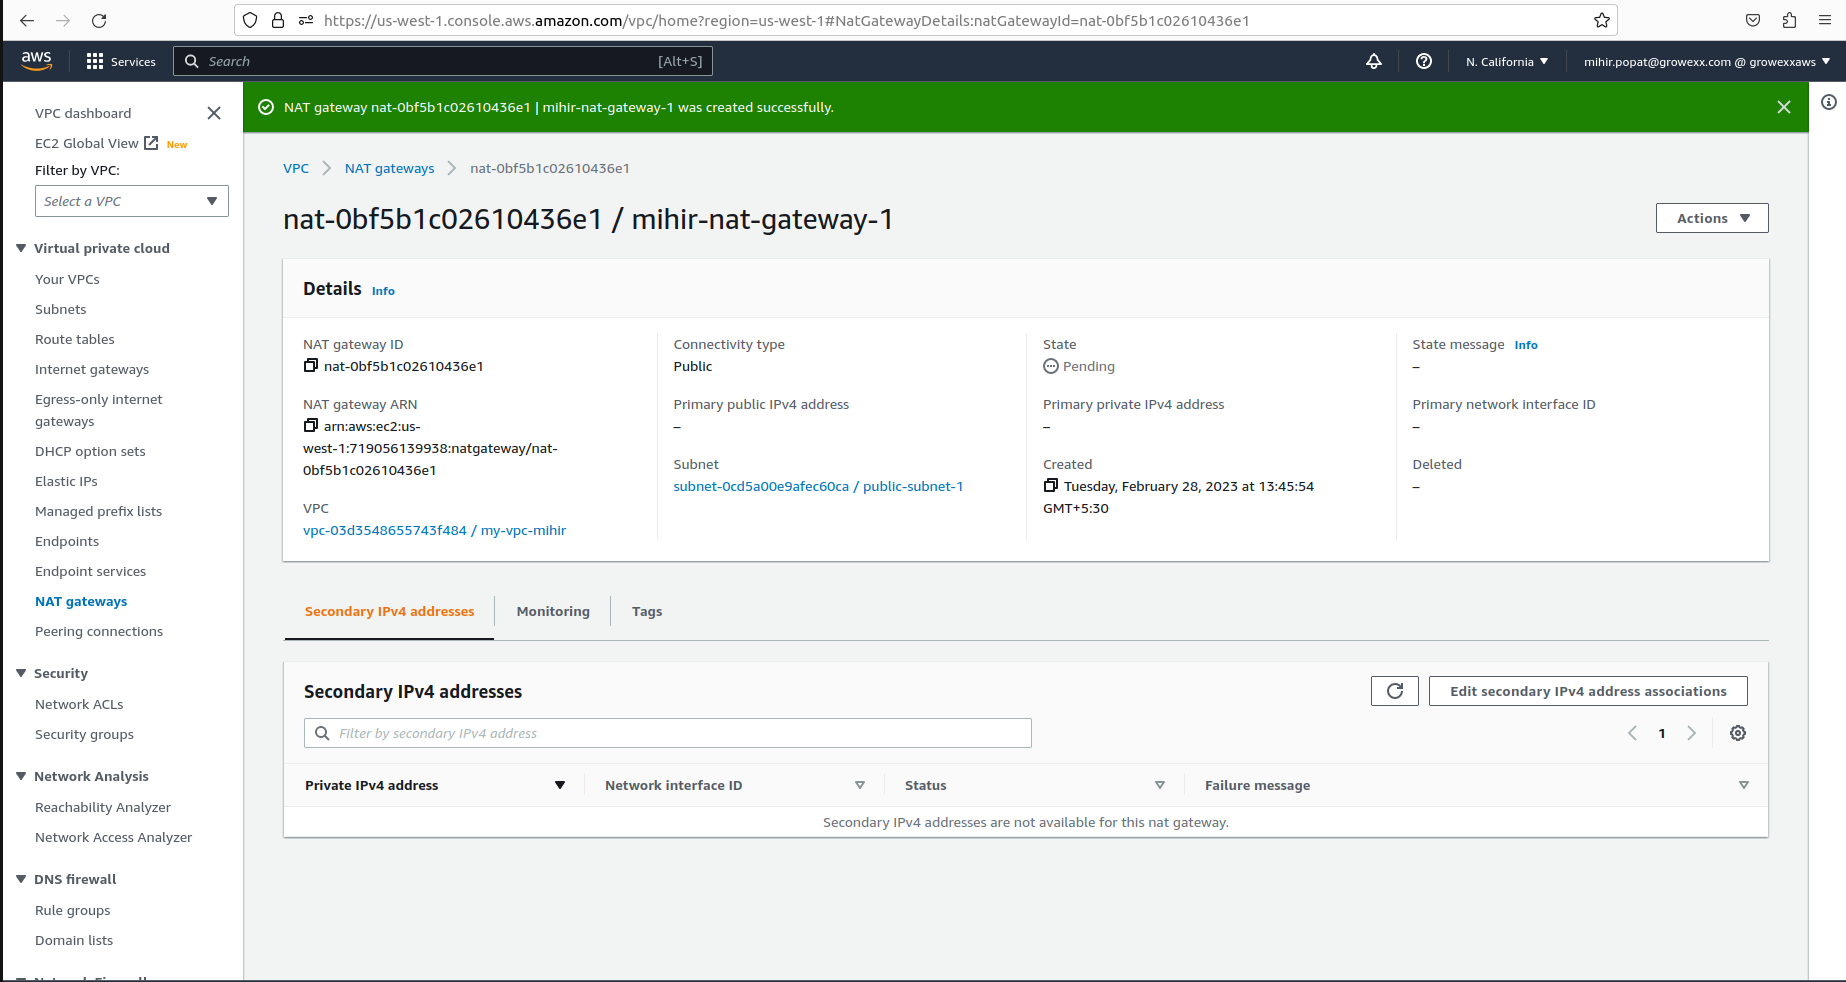 https://us-west-1.console.aws.amazon.com/vpc/home?region=us-west-1#NatGatewayDetails:natGatewayId=nat-0bf5b1c02610436e1
aws
Services
Search
[Alt+S]
N. California
mihir.popat@growexx.com @ growexxaws
VPC dashboard
EC2 Global View
New
Filter by VPC:
Select a VPC
Virtual private cloud
Your VPCs
Subnets
Route tables
Internet gateways
Egress-only internet
gateways
DHCP option sets
Elastic IPs
Managed prefix lists
Endpoints
Endpoint services
NAT gateways
Peering connections
Security
Network ACLs
Security groups
Network Analysis
Reachability Analyzer
Network Access Analyzer
DNS firewall
Rule groups
Domain lists
NAT gateway nat-0bf5b1c02610436e1 | mihir-nat-gateway-1 was created successfully.
VPC
NAT gateways
nat-0bf5b1c02610436e1
nat-0bf5b1c02610436e1 / mihir-nat-gateway-1
Actions
Details
Info
NAT gateway ID
nat-0bf5b1c02610436e1
NAT gateway ARN
arn:aws:ec2:us-
west-1:719056139938:natgateway/nat-
0bf5b1c02610436e1
VPC
vpc-03d3548655743f484 / my-vpc-mihir
Connectivity type
Public
Primary public IPv4 address
–
Subnet
subnet-0cd5a00e9afec60ca / public-subnet-1
State
Pending
Primary private IPv4 address
–
Created
Tuesday, February 28, 2023 at 13:45:54
GMT+5:30
State message
Info
–
Primary network interface ID
–
Deleted
–
Secondary IPv4 addresses
Monitoring
Tags
Secondary IPv4 addresses
Edit secondary IPv4 address associations
Filter by secondary IPv4 address
1
Private IPv4 address
Network interface ID
Status
Failure message
Secondary IPv4 addresses are not available for this nat gateway.